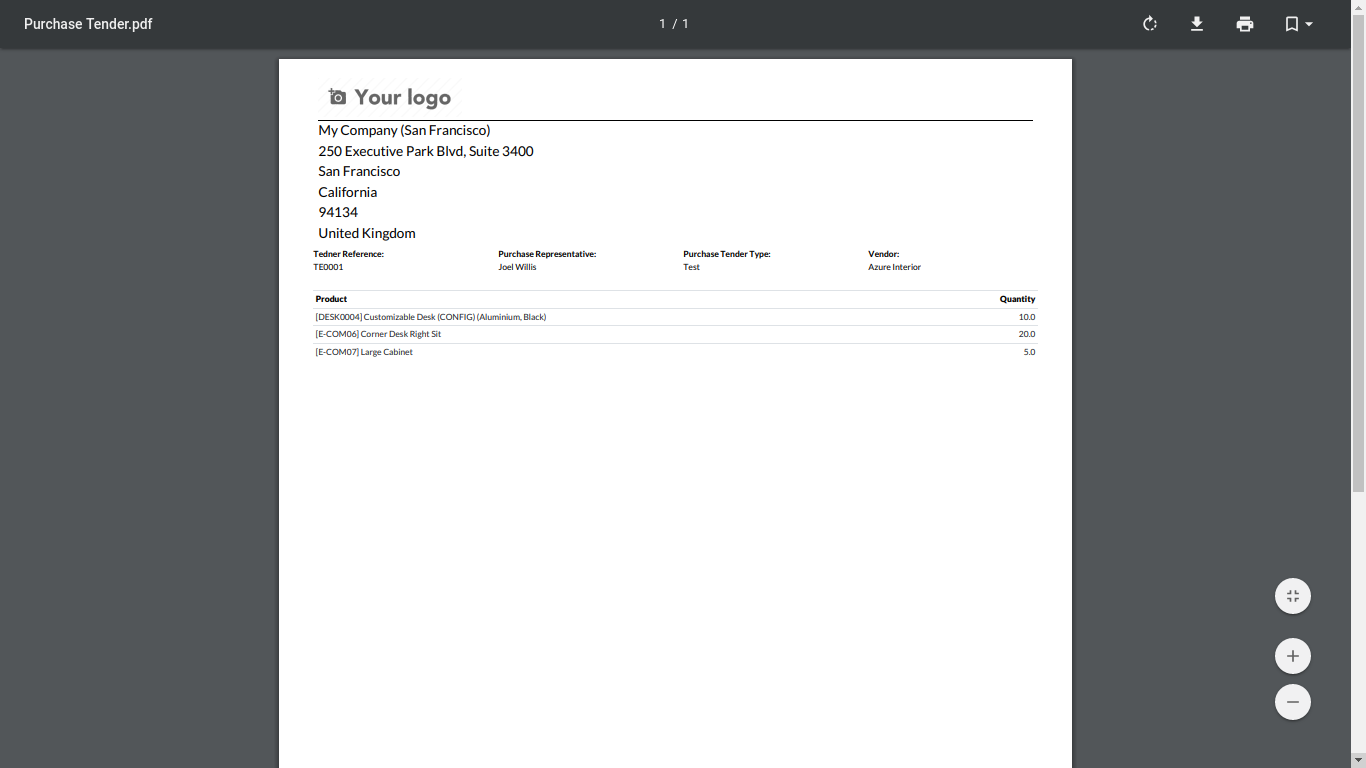 Purchase Tender.pdf
1 / 1
Your logo
My Company (San Francisco)
250 Executive Park Blvd, Suite 3400
San Francisco
California
94134
United Kingdom
Tedner Reference: Purchase Representative: Purchase Tender Type: Vendor:
TE0001 Joel Willis Test Azure Interior
Product Quantity
[DESK0004] Customizable Desk (CONFIG) (Aluminium, Black) 10.0
[E-COM06] Corner Desk Right Sit 20.0
[E-COM07] Large Cabinet 5.0